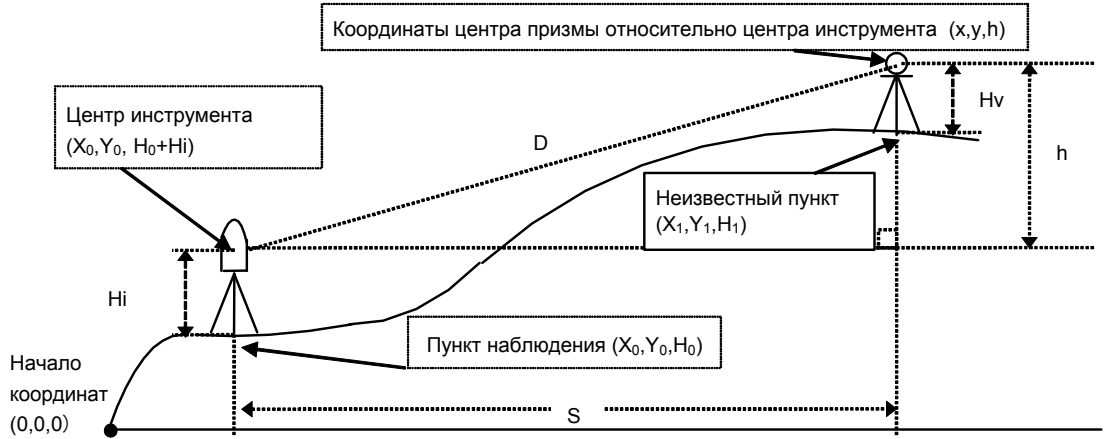 Координаты центра призмы относительно центра инструмента (x,y,h)
Центр инструмента
(X₀,Y₀, H₀+Hi)
Hv
D
h
Неизвестный пункт
(X₁,Y₁,H₁)
Hi
Пункт наблюдения (X₀,Y₀,H₀)
Начало
координат
(0,0,0)
S